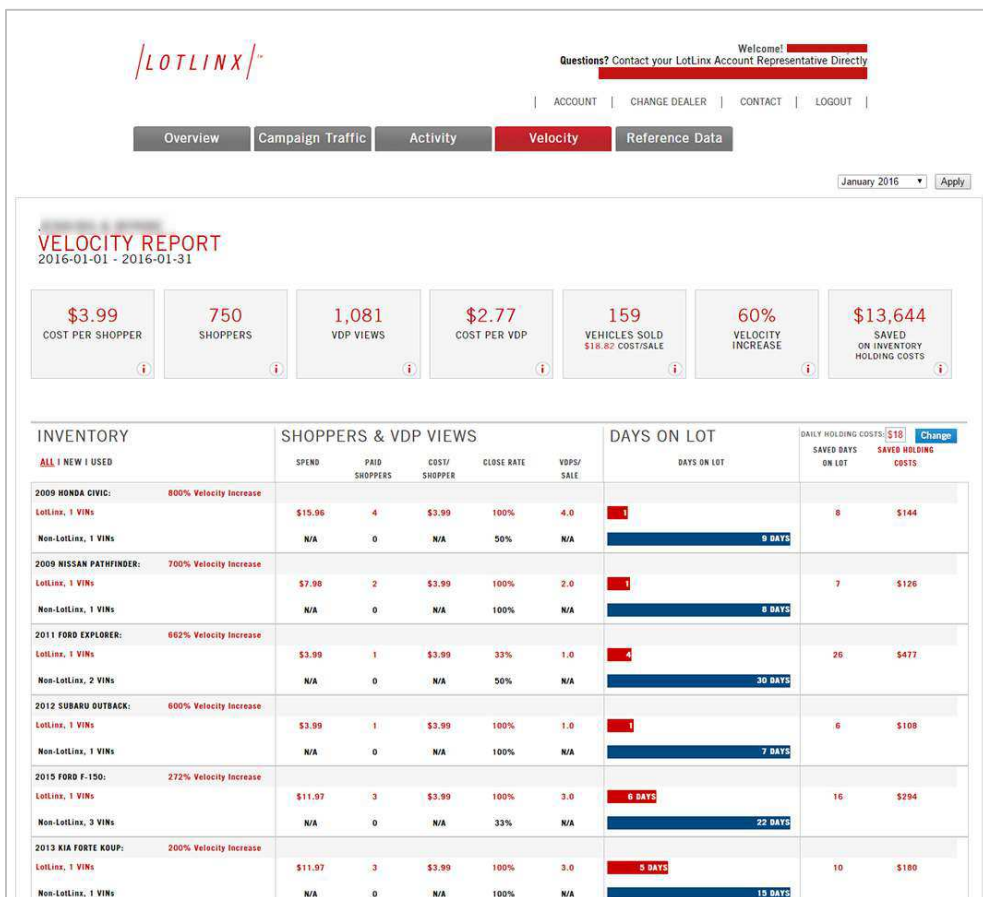 LOTLINX™
Welcome!
Questions? Contact your LotLinx Account Representative Directly
| ACCOUNT | CHANGE DEALER | CONTACT | LOGOUT |
Overview Campaign Traffic Activity Velocity Reference Data
January 2016 Apply
VELOCITY REPORT
2016-01-01 - 2016-01-31
$3.99 750 1,081 $2.77 159 60% $13,644
COST PER SHOPPER SHOPPERS VDP VIEWS COST PER VDP VEHICLES SOLD VELOCITY SAVED
$18.82 COST/SALE INCREASE ON INVENTORY
HOLDING COSTS
i i i i i i i
INVENTORY SHOPPERS & VDP VIEWS DAYS ON LOT DAILY HOLDING COSTS: $18 Change
ALL I NEW I USED SPEND PAID COST/ CLOSE RATE VDPS/ DAYS ON LOT SAVED DAYS SAVED HOLDING
SHOPPERS SHOPPER SALE ON LOT COSTS
2009 HONDA CIVIC: 800% Velocity Increase
LotLinx, 1 VINs $15.96 4 $3.99 100% 4.0 1 8 $144
Non-LotLinx, 1 VINs N/A 0 N/A 50% N/A 9 DAYS
2009 NISSAN PATHFINDER: 700% Velocity Increase
LotLinx, 1 VINs $7.98 2 $3.99 100% 2.0 1 7 $126
Non-LotLinx, 1 VINs N/A 0 N/A 100% N/A 8 DAYS
2011 FORD EXPLORER: 662% Velocity Increase
LotLinx, 1 VINs $3.99 1 $3.99 33% 1.0 4 26 $477
Non-LotLinx, 2 VINs N/A 0 N/A 50% N/A 30 DAYS
2012 SUBARU OUTBACK: 600% Velocity Increase
LotLinx, 1 VINs $3.99 1 $3.99 100% 1.0 1 6 $108
Non-LotLinx, 1 VINs N/A 0 N/A 100% N/A 7 DAYS
2015 FORD F-150: 272% Velocity Increase
LotLinx, 1 VINs $11.97 3 $3.99 100% 3.0 6 DAYS 16 $294
Non-LotLinx, 3 VINs N/A 0 N/A 33% N/A 22 DAYS
2013 KIA FORTE KOUP: 200% Velocity Increase
LotLinx, 1 VINs $11.97 3 $3.99 100% 3.0 5 DAYS 10 $180
Non-LotLinx, 1 VINs N/A 0 N/A 100% N/A 15 DAYS